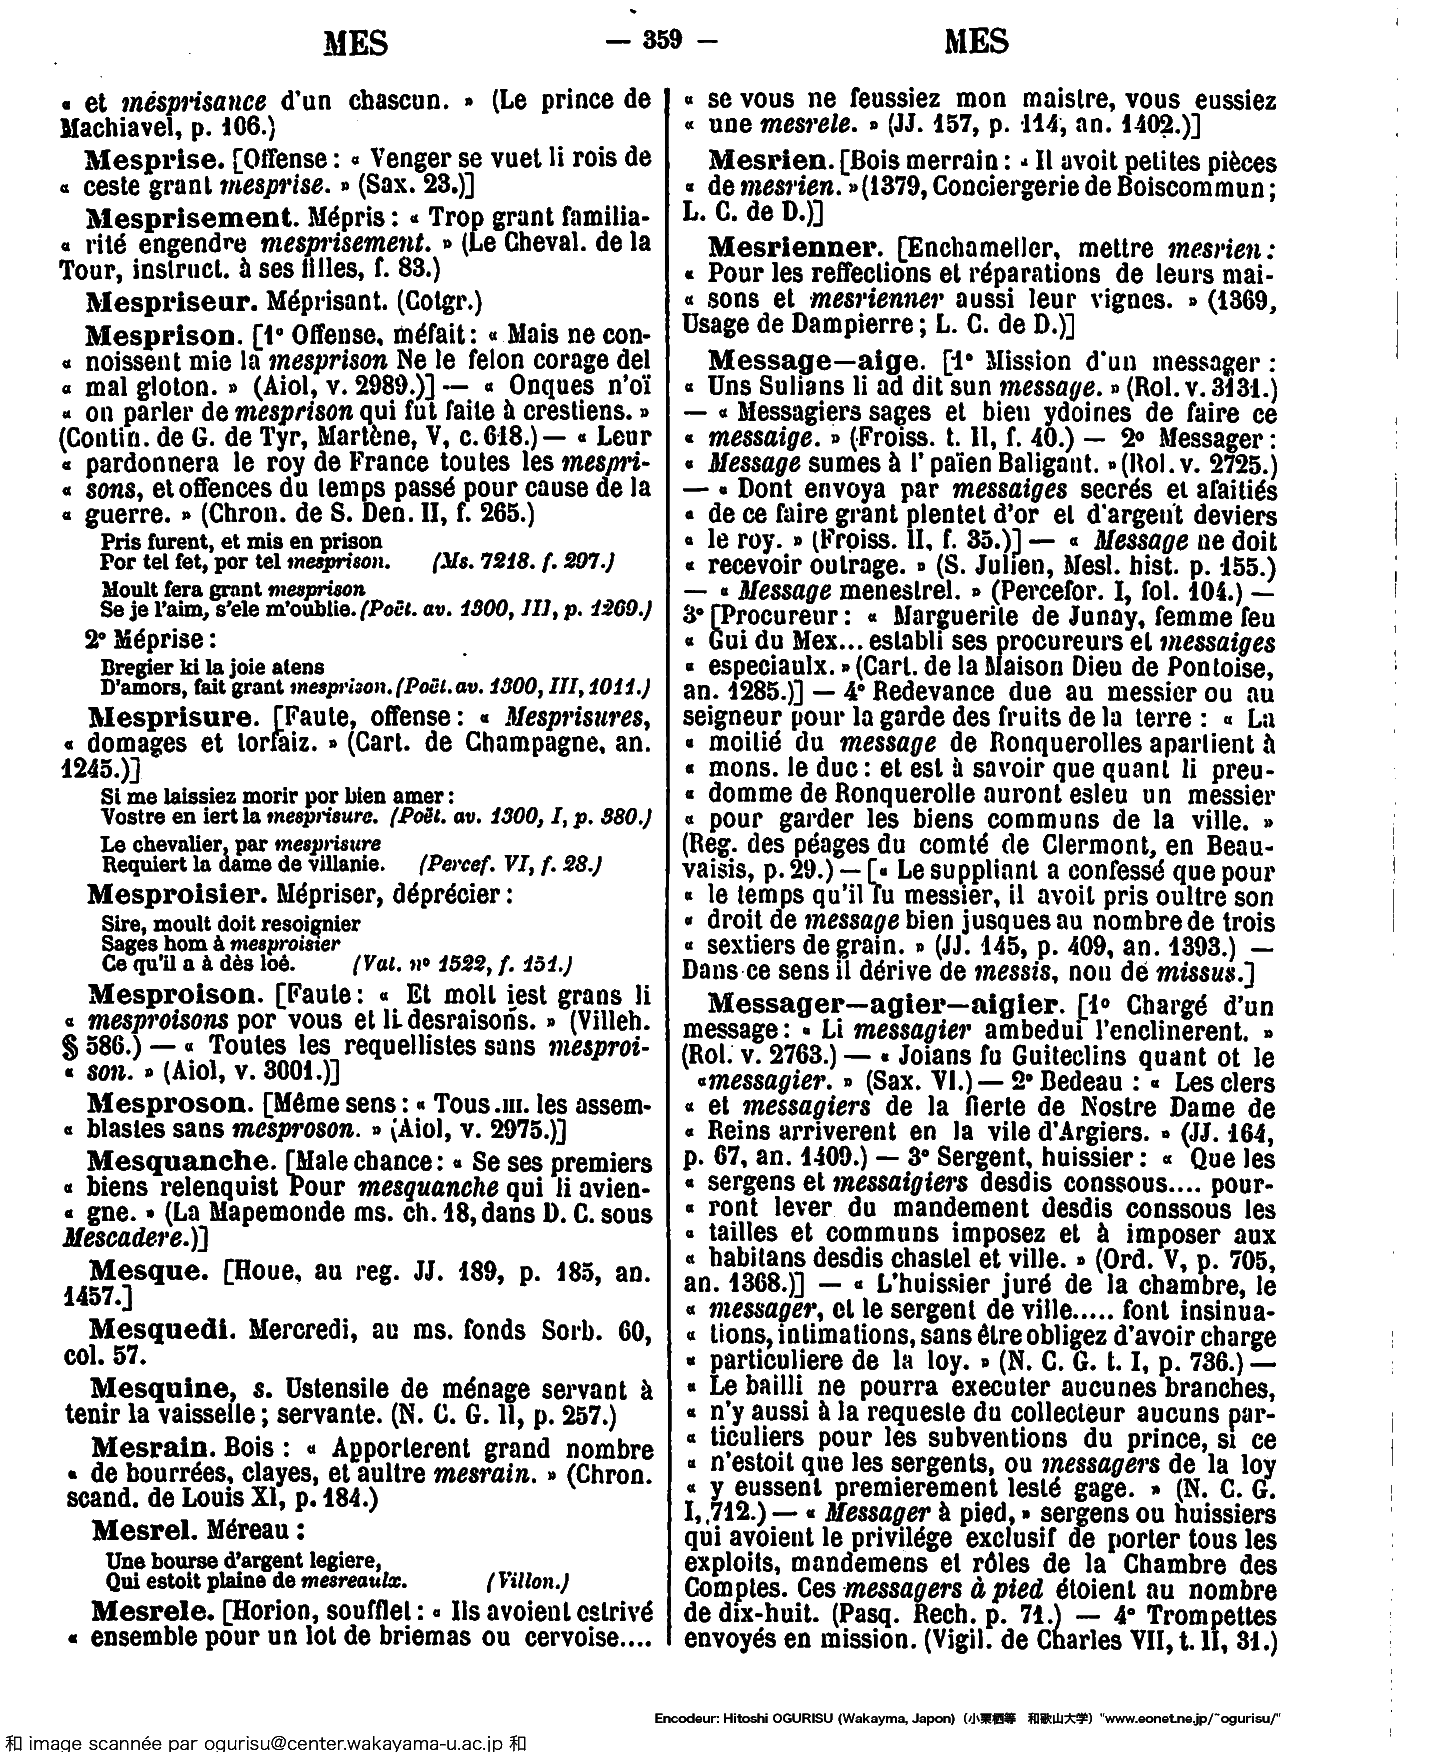 MES — 359 — MES
« et mésprisance d'un chascun. » (Le prince de
Machiavel, p. 106.)
Mesprise. [Offense : « Venger se vuet li rois de
« ceste grant mesprise. » (Sax. 23.)]
Mesprisement. Mépris : « Trop grant familia-
« rité engendre mesprisement. » (Le Cheval. de la
Tour, instruct. à ses filles, f. 83.)
Mespriseur. Méprisant. (Cotgr.)
Mesprison. [1° Offense, méfait : « Mais ne con-
« noissent mie la mesprison Ne le felon corage del
« mal gloton. » (Aiol, v. 2989.)] — « Onques n'oï
« on parler de mesprison qui fut faite à crestiens. »
(Contin. de G. de Tyr, Martène, V, c. 618.) — « Leur
« pardonnera le roy de France toutes les mespri-
« sons, et offences du temps passé pour cause de la
« guerre. » (Chron. de S. Den. II, f. 265.)
Pris furent, et mis en prison
Por tel fet, por tel mesprison. (Ms. 7218. f. 297.)
Moult fera grant mesprison
Se je l'aim, s'ele m'oublie. (Poët. av. 1300, III, p. 1269.)
2° Méprise :
Bregier ki la joie atens
D'amors, fait grant mesprison. (Poët. av. 1300, III, 1011.)
Mesprisure. [Faute, offense : « Mesprisures,
« domages et torfaiz. » (Cart. de Champagne, an.
1245.)]
Si me laissiez morir por bien amer :
Vostre en iert la mesprisure. (Poët. av. 1300, I, p. 380.)
Le chevalier, par mesprisure
Requiert la dame de villanie. (Percef. VI, f. 28.)
Mesproisier. Mépriser, déprécier :
Sire, moult doit resoignier
Sages hom à mesproisier
Ce qu'il a à dès loé. (Vat. n° 1522, f. 151.)
Mesproison. [Faute : « Et molt iest grans li
« mesproisons por vous et li desraisons. » (Villeh.
§ 586.) — « Toutes les requellistes sans mesproi-
« son. » (Aiol, v. 3001.)]
Mesproson. [Même sens : « Tous .III. les assem-
« blastes sans mesproson. » (Aiol, v. 2975.)]
Mesquanche. [Male chance : « Se ses premiers
« biens relenquist Pour mesquanche qui li avien-
« gne. » (La Mapemonde ms. ch. 18, dans D. C. sous
Mescadere.)]
Mesque. [Houe, au reg. JJ. 189, p. 185, an.
1457.]
Mesquedi. Mercredi, au ms. fonds Sorb. 60,
col. 57.
Mesquine, s. Ustensile de ménage servant à
tenir la vaisselle ; servante. (N. C. G. II, p. 257.)
Mesrain. Bois : « Apporterent grand nombre
« de bourrées, clayes, et aultre mesrain. » (Chron.
scand. de Louis XI, p. 184.)
Mesrel. Méreau :
Une bourse d'argent legiere,
Qui estoit plaine de mesreaulx. (Villon.)
Mesrele. [Horion, soufflet : « Ils avoient estrivé
« ensemble pour un lot de briemas ou cervoise....
« se vous ne feussiez mon maistre, vous eussiez
« une mesrele. » (JJ. 157, p. 114, an. 1402.)]
Mesrien. [Bois merrain : « Il avoit petites pièces
« de mesrien. » (1379, Conciergerie de Boiscommun ;
L. C. de D.)]
Mesrienner. [Enchameller, mettre mesrien :
« Pour les reffections et réparations de leurs mai-
« sons et mesrienner aussi leur vignes. » (1369,
Usage de Dampierre ; L. C. de D.)]
Message—aige. [1° Mission d'un messager :
« Uns Sulians li ad dit sun message. » (Rol. v. 3131.)
— « Messagiers sages et bien ydoines de faire ce
« messaige. » (Froiss. t. II, f. 40.) — 2° Messager :
« Message sumes à l' païen Baligant. » (Rol. v. 2725.)
— « Dont envoya par messaiges secrés et afaitiés
« de ce faire grant plentet d'or et d'argent deviers
« le roy. » (Froiss. II, f. 35.)] — « Message ne doit
« recevoir outrage. » (S. Julien, Mesl. hist. p. 155.)
— « Message menestrel. » (Percefor. I, fol. 104.) —
3° [Procureur : « Marguerite de Junay, femme feu
« Gui du Mex... establi ses procureurs et messaiges
« especiaulx. » (Cart. de la Maison Dieu de Pontoise,
an. 1285.)] — 4° Redevance due au messier ou au
seigneur pour la garde des fruits de la terre : « La
« moitié du message de Ronquerolles apartient à
« mons. le duc : et est à savoir que quant li preu-
« domme de Ronquerolle auront esleu un messier
« pour garder les biens communs de la ville. »
(Reg. des péages du comté de Clermont, en Beau-
vaisis, p. 29.) — [« Le suppliant a confessé que pour
« le temps qu'il fu messier, il avoit pris oultre son
« droit de message bien jusques au nombre de trois
« sextiers de grain. » (JJ. 145, p. 409, an. 1393.) —
Dans ce sens il dérive de messis, non de missus.]
Messager—agier—aigier. [1° Chargé d'un
message : « Li messagier ambedui l'enclinerent. »
(Rol. v. 2763.) — « Joians fu Guiteclins quant ot le
« messagier. » (Sax. VI.) — 2° Bedeau : « Les clers
« et messagiers de la fierte de Nostre Dame de
« Reins arriverent en la vile d'Argiers. » (JJ. 164,
p. 67, an. 1409.) — 3° Sergent, huissier : « Que les
« sergens et messaigiers desdis conssous.... pour-
« ront lever du mandement desdis conssous les
« tailles et communs imposez et à imposer aux
« habitans desdis chastel et ville. » (Ord. V, p. 705,
an. 1368.)] — « L'huissier juré de la chambre, le
« messager, et le sergent de ville..... font insinua-
« tions, intimations, sans être obligez d'avoir charge
« particuliere de la loy. » (N. C. G. t. I, p. 736.) —
« Le bailli ne pourra executer aucunes branches,
« n'y aussi à la requeste du collecteur aucuns par-
« ticuliers pour les subventions du prince, si ce
« n'estoit que les sergents, ou messagers de la loy
« y eussent premierement lesté gage. » (N. C. G.
I, 712.) — « Messager à pied, » sergens ou huissiers
qui avoient le privilége exclusif de porter tous les
exploits, mandemens et rôles de la Chambre des
Comptes. Ces messagers à pied étoient au nombre
de dix-huit. (Pasq. Rech. p. 71.) — 4° Trompettes
envoyés en mission. (Vigil. de Charles VII, t. II, 31.)
Encodeur: Hitoshi OGURISU (Wakayma, Japon) (小栗栖等 和歌山大学) "www.eonet.ne.jp/~ogurisu/"
和 image scannée par ogurisu@center.wakayama-u.ac.jp 和